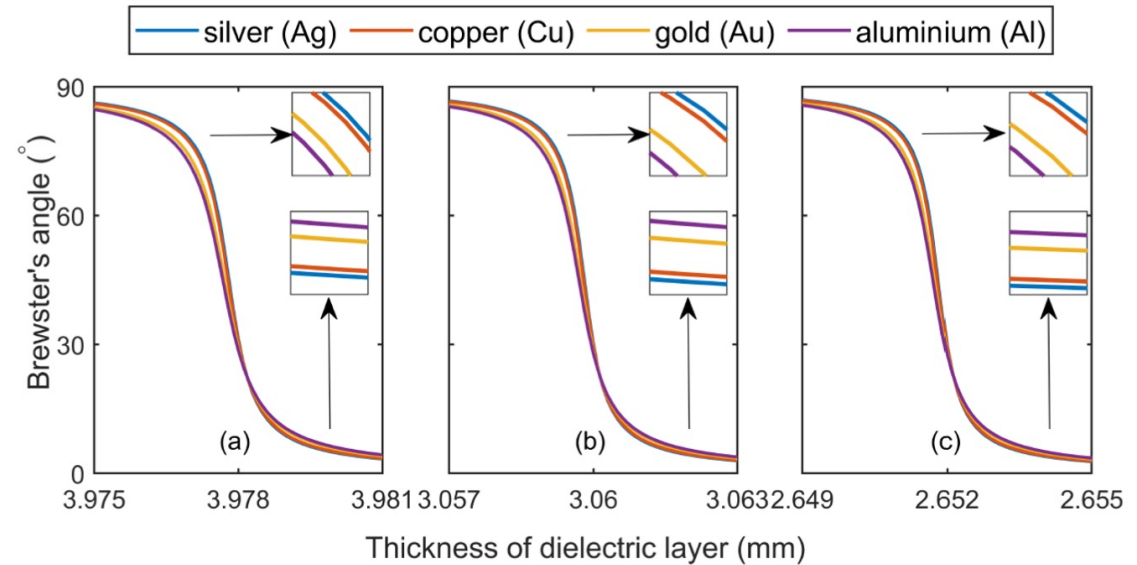 silver (Ag) copper (Cu) gold (Au) aluminium (Al)
90
60
30
0
Brewster's angle (°)
(a) (b) (c)
3.975 3.978 3.981 3.057 3.06 3.063 2.649 2.652 2.655
Thickness of dielectric layer (mm)